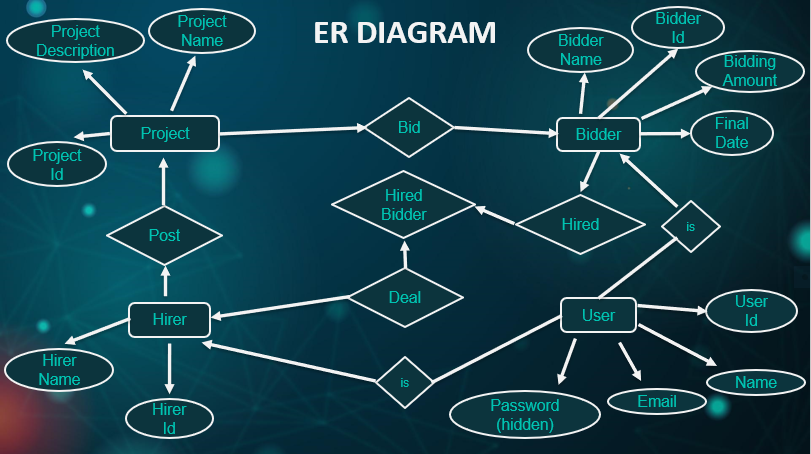 ER DIAGRAM
Project
Description
Project
Name
Bidder
Name
Bidder
Id
Bidding
Amount
Project
Bid
Bidder
Final
Date
Project
Id
Hired
Bidder
Hired
is
Post
Deal
Hirer
User
User
Id
Hirer
Name
is
Name
Hirer
Id
Password
(hidden)
Email